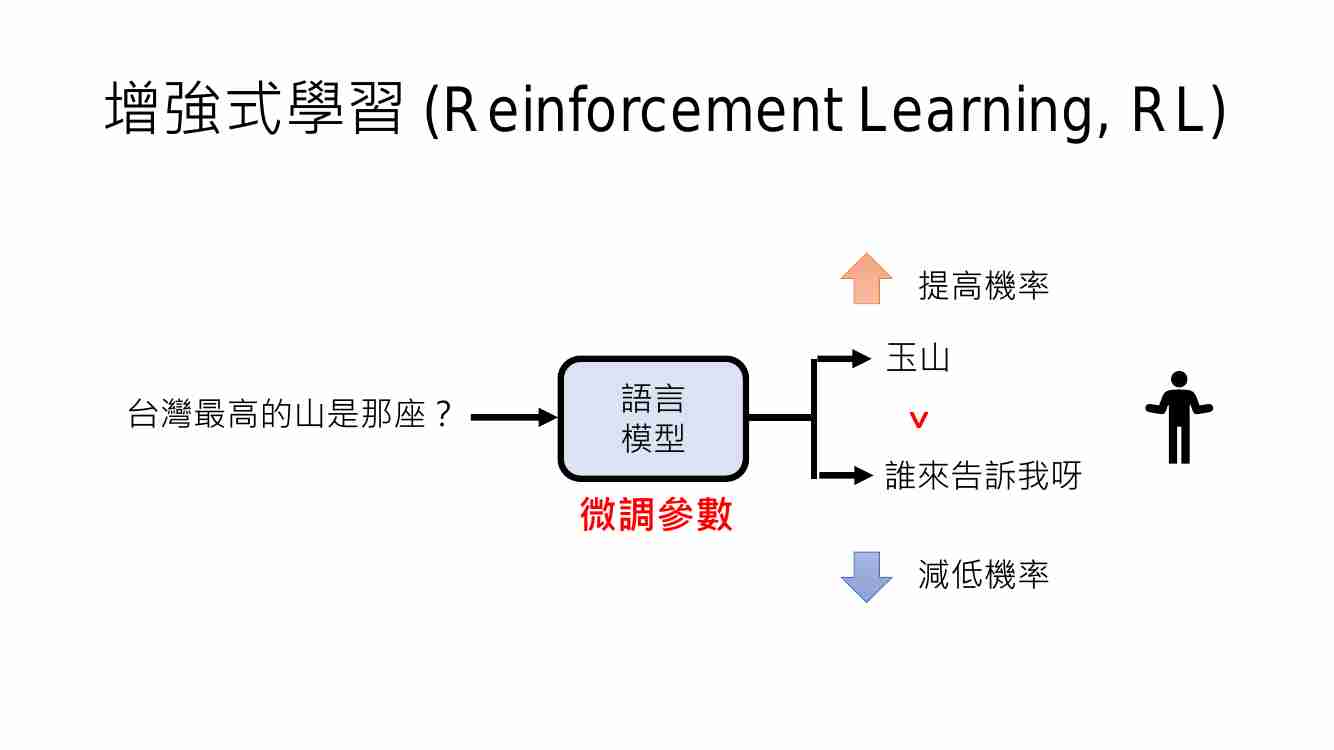 增強式學習 (Reinforcement Learning, RL)
提高機率
玉山
台灣最高的山是那座？
語言
模型
v
誰來告訴我呀
微調參數
減低機率